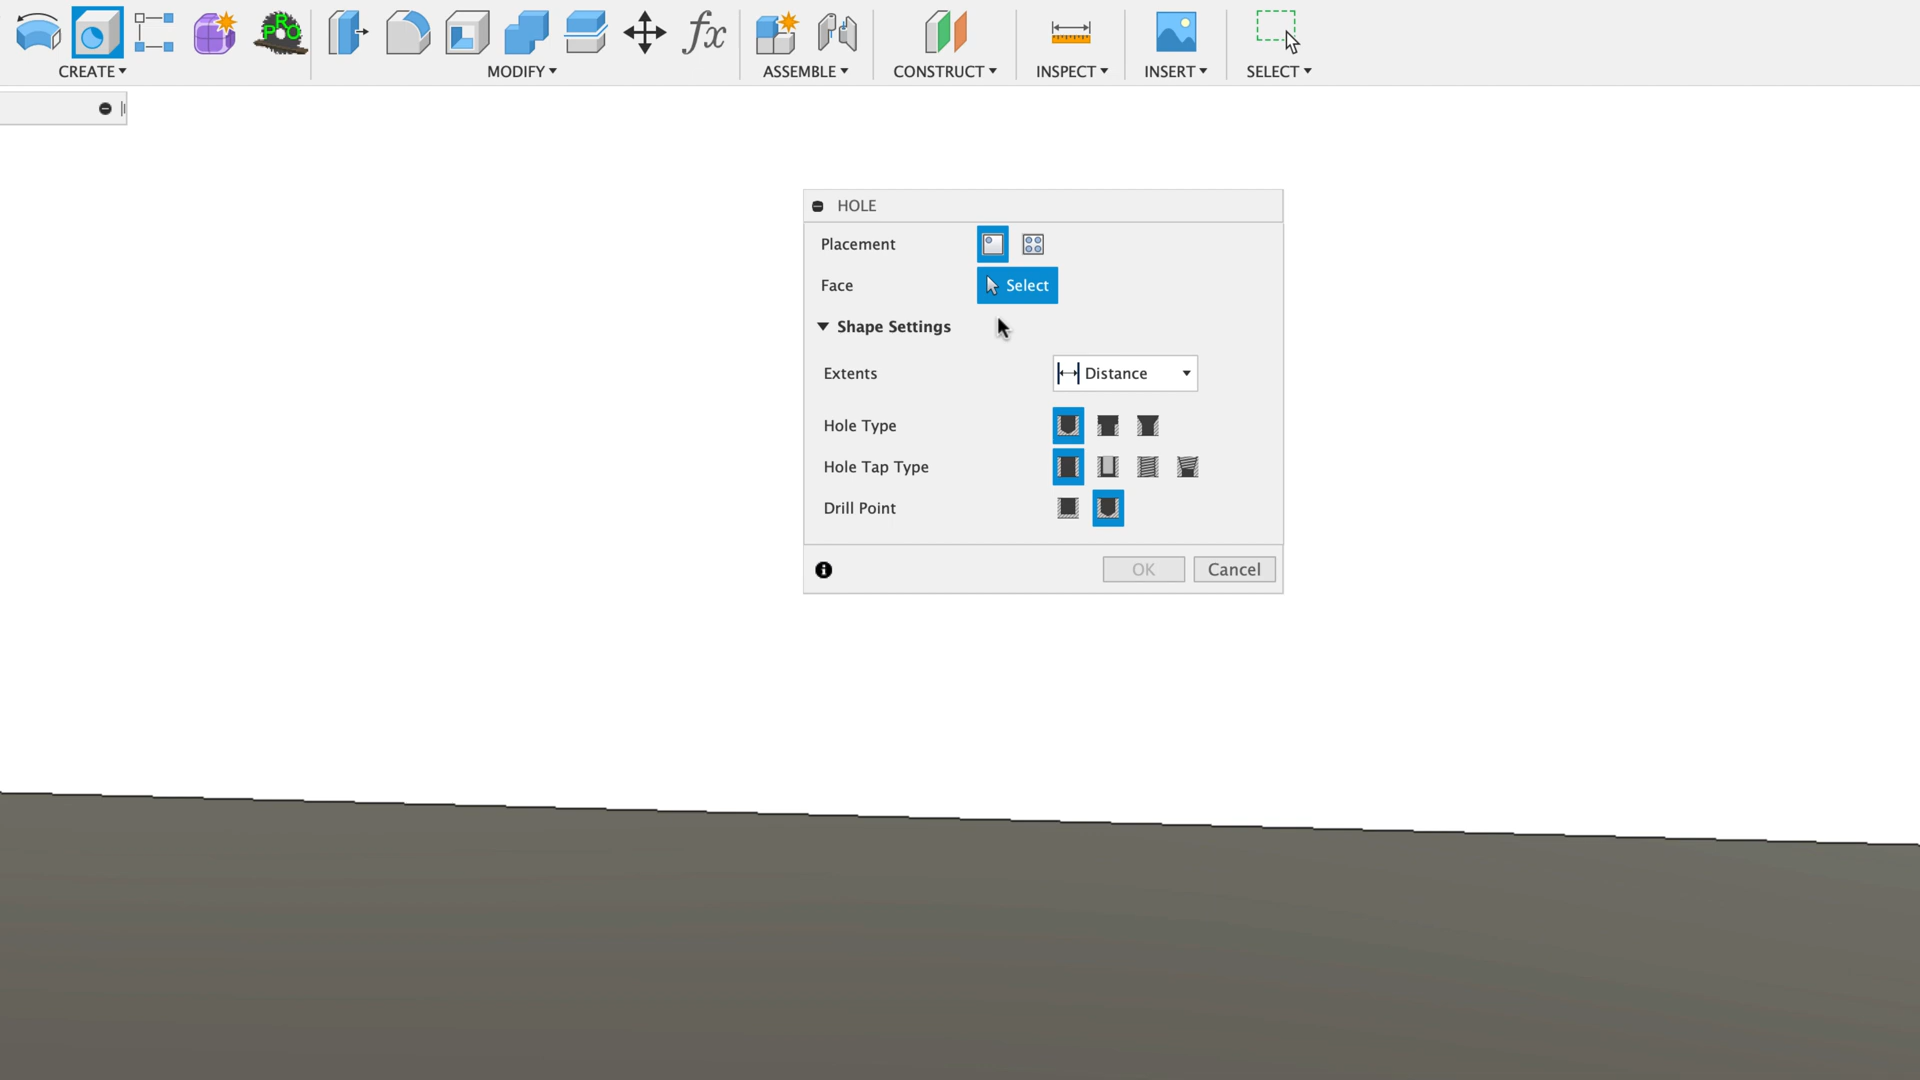 R
P O
fx
CREATE
MODIFY
ASSEMBLE
CONSTRUCT
INSPECT
INSERT
SELECT
HOLE
Placement
Face
Select
Shape Settings
Extents
Distance
Hole Type
Hole Tap Type
Drill Point
OK
Cancel